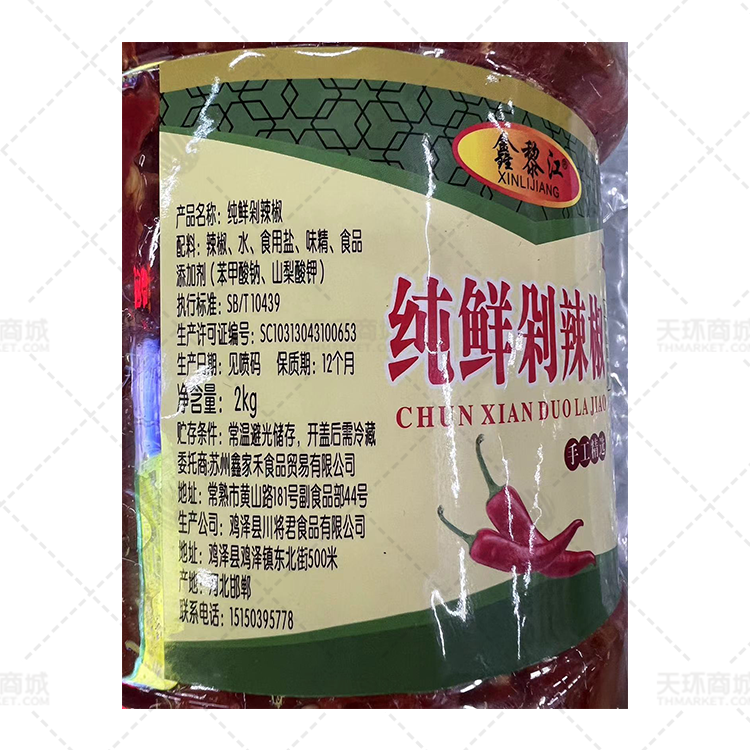 鑫黎江®
XINLIJIANG
产品名称：纯鲜剁辣椒
配料：辣椒、水、食用盐、味精、食品
添加剂（苯甲酸钠、山梨酸钾）
执行标准：SB/T10439
生产许可证编号：SC10313043100653
生产日期：见喷码 保质期：12个月
净含量：2kg
贮存条件：常温避光储存，开盖后需冷藏
委托商:苏州鑫家禾食品贸易有限公司
地址：常熟市黄山路181号副食品部44号
生产公司：鸡泽县川将君食品有限公司
地址：鸡泽县鸡泽镇东北街500米
产地：河北邯郸
联系电话：15150395778
纯鲜剁辣椒
CHUN XIAN DUO LA JIAO
手工精选
天环商城
THMARKET.COM